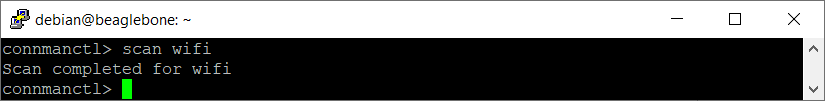 debian@beaglebone: ~
connmanctl> scan wifi
Scan completed for wifi
connmanctl>